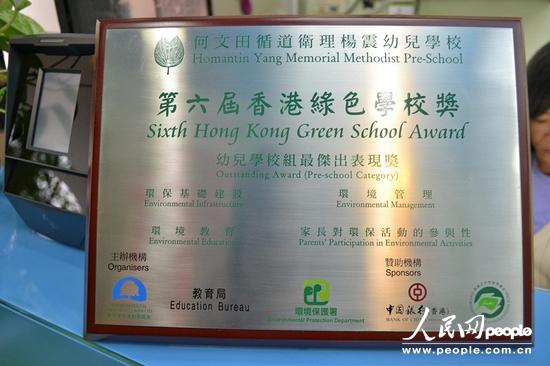 何文田循道衛理楊震幼兒學校
Homantin Yang Memorial Methodist Pre-School
第六屆香港綠色學校獎
Sixth Hong Kong Green School Award
幼兒學校組最傑出表現獎
Outstanding Award (Pre-school Category)
環保基礎建設 環境管理
Environmental Infrastructure Environmental Management
環境教育 家長對環保活動的參與性
Environmental Education Parents' Participation in Environmental Activities
主辦機構 贊助機構
Organisers Sponsors
教育局
Education Bureau
環境保護署
Environmental Protection Department
中國銀行(香港)
BANK OF CHINA
人民网 people
www.people.com.cn